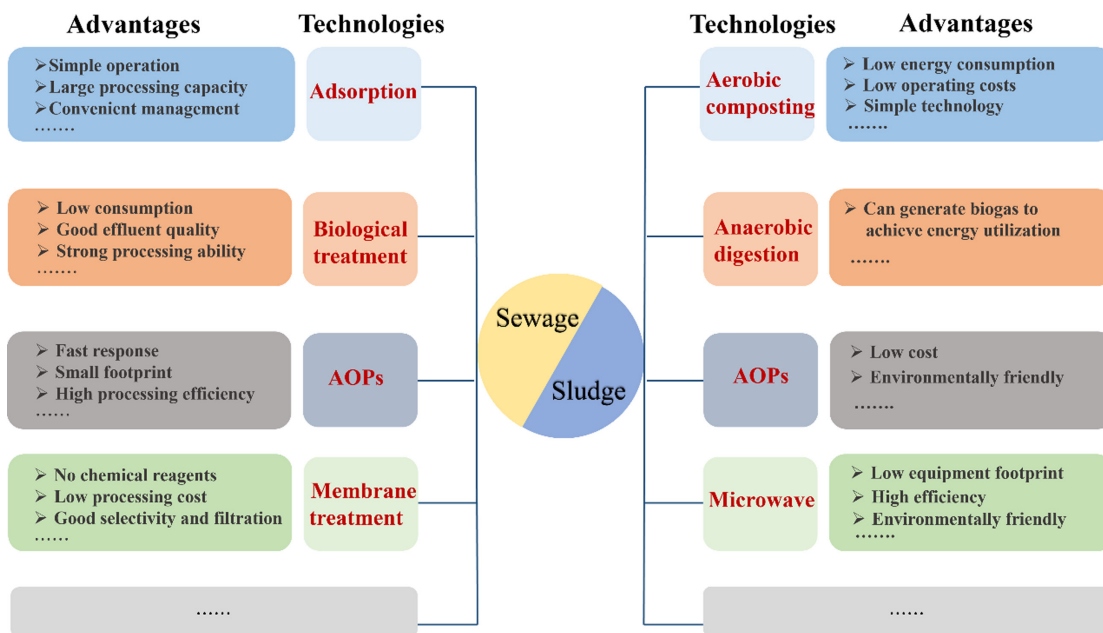 Advantages
Technologies
Technologies
Advantages
➢Simple operation
➢ Large processing capacity
➢ Convenient management
…….
Adsorption
Aerobic
composting
➢ Low energy consumption
➢ Low operating costs
➢ Simple technology
…….
➢ Low consumption
➢ Good effluent quality
➢ Strong processing ability
……
Biological
treatment
Anaerobic
digestion
➢ Can generate biogas to
achieve energy utilization
…….
Sewage
Sludge
➢ Fast response
➢ Small footprint
➢ High processing efficiency
……
AOPs
AOPs
➢ Low cost
➢ Environmentally friendly
…….
➢ No chemical reagents
➢ Low processing cost
➢ Good selectivity and filtration
……
Membrane
treatment
Microwave
➢ Low equipment footprint
➢ High efficiency
➢ Environmentally friendly
…….
……
……